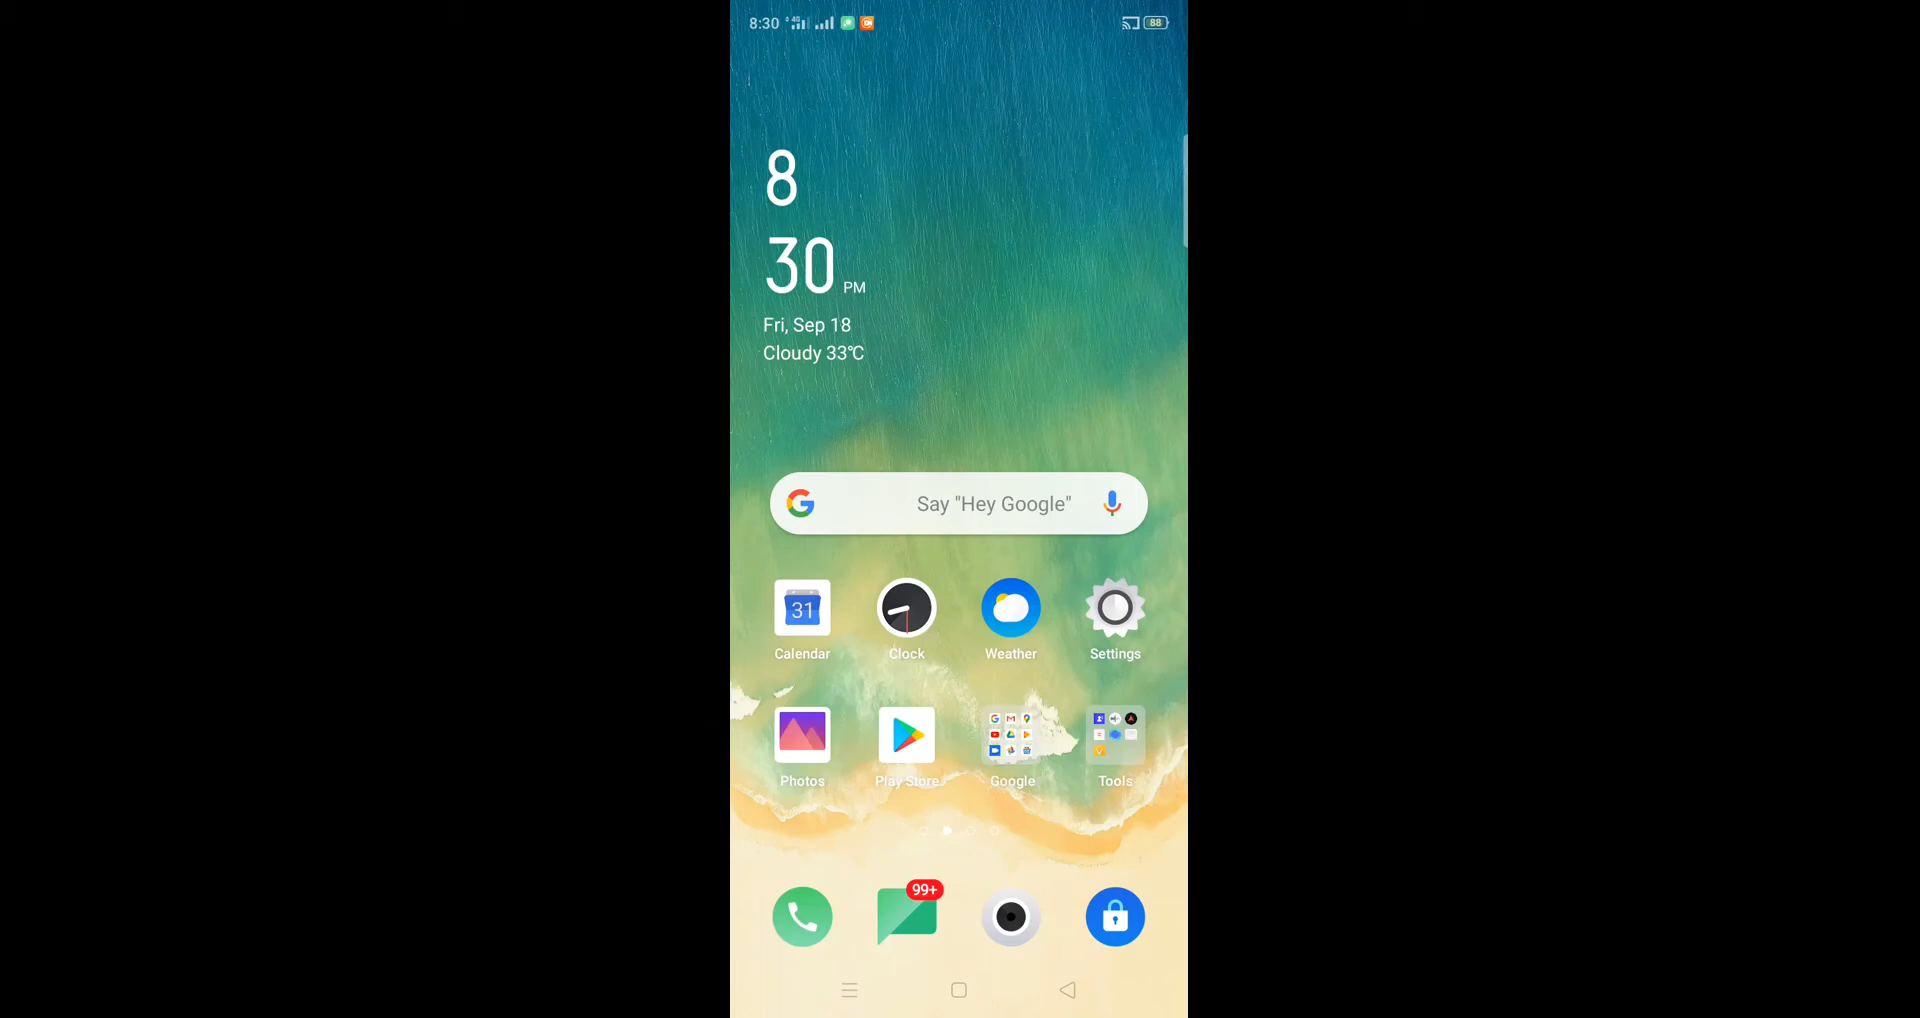 8:30 4G 88
8
30 PM
Fri, Sep 18
Cloudy 33℃
Say "Hey Google"
31
Calendar Clock Weather Settings
Photos Play Store Google Tools
99+